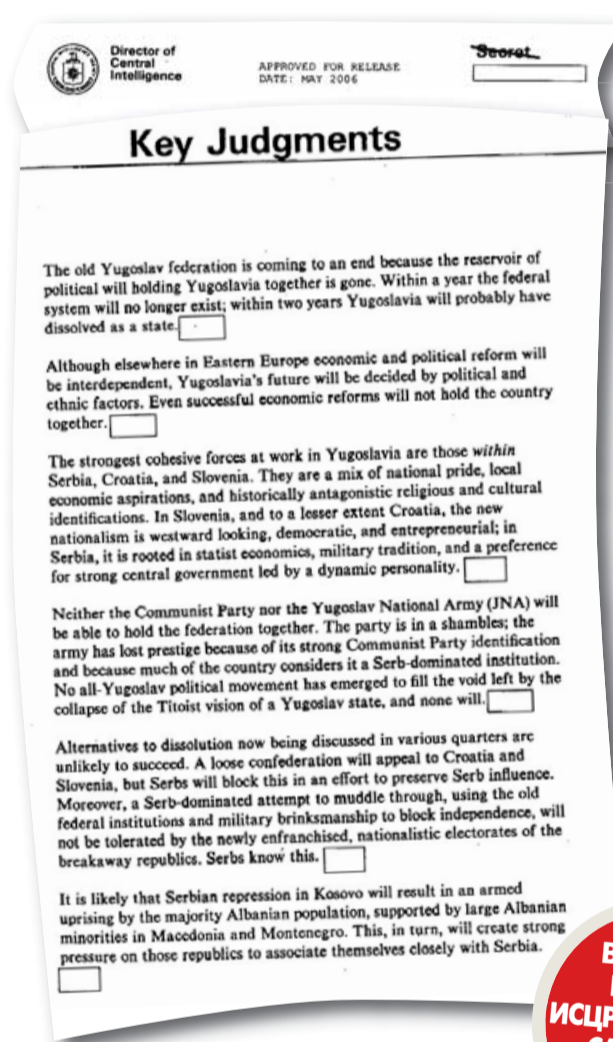 Director of
Central
Intelligence
APPROVED FOR RELEASE
DATE: MAY 2006
Secret
Key Judgments
The old Yugoslav federation is coming to an end because the reservoir of
political will holding Yugoslavia together is gone. Within a year the federal
system will no longer exist; within two years Yugoslavia will probably have
dissolved as a state.
Although elsewhere in Eastern Europe economic and political reform will
be interdependent, Yugoslavia's future will be decided by political and
ethnic factors. Even successful economic reforms will not hold the country
together.
The strongest cohesive forces at work in Yugoslavia are those within
Serbia, Croatia, and Slovenia. They are a mix of national pride, local
economic aspirations, and historically antagonistic religious and cultural
identifications. In Slovenia, and to a lesser extent Croatia, the new
nationalism is westward looking, democratic, and entrepreneurial; in
Serbia, it is rooted in statist economics, military tradition, and a preference
for strong central government led by a dynamic personality.
Neither the Communist Party nor the Yugoslav National Army (JNA) will
be able to hold the federation together. The party is in a shambles; the
army has lost prestige because of its strong Communist Party identification
and because much of the country considers it a Serb-dominated institution.
No all-Yugoslav political movement has emerged to fill the void left by the
collapse of the Titoist vision of a Yugoslav state, and none will.
Alternatives to dissolution now being discussed in various quarters are
unlikely to succeed. A loose confederation will appeal to Croatia and
Slovenia, but Serbs will block this in an effort to preserve Serb influence.
Moreover, a Serb-dominated attempt to muddle through, using the old
federal institutions and military brinksmanship to block independence, will
not be tolerated by the newly enfranchised, nationalistic electorates of the
breakaway republics. Serbs know this.
It is likely that Serbian repression in Kosovo will result in an armed
uprising by the majority Albanian population, supported by large Albanian
minorities in Macedonia and Montenegro. This, in turn, will create strong
pressure on those republics to associate themselves closely with Serbia.